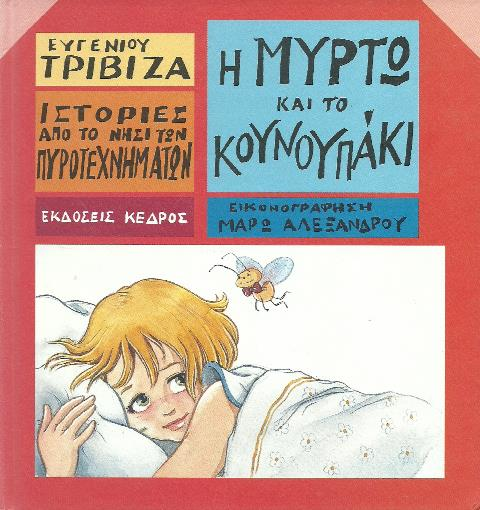 ΕΥΓΕΝΙΟΥ
ΤΡΙΒΙΖΑ
ΙΣΤΟΡΙΕΣ
ΑΠΟ ΤΟ ΝΗΣΙ ΤΩΝ
ΠΥΡΟΤΕΧΝΗΜΑΤΩΝ
ΕΚΔΟΣΕΙΣ ΚΕΔΡΟΣ
Η ΜΥΡΤΩ
ΚΑΙ ΤΟ
ΚΟΥΝΟΥΠΑΚΙ
ΕΙΚΟΝΟΓΡΑΦΗΣΗ
ΜΑΡΩ ΑΛΕΞΑΝΔΡΟΥ